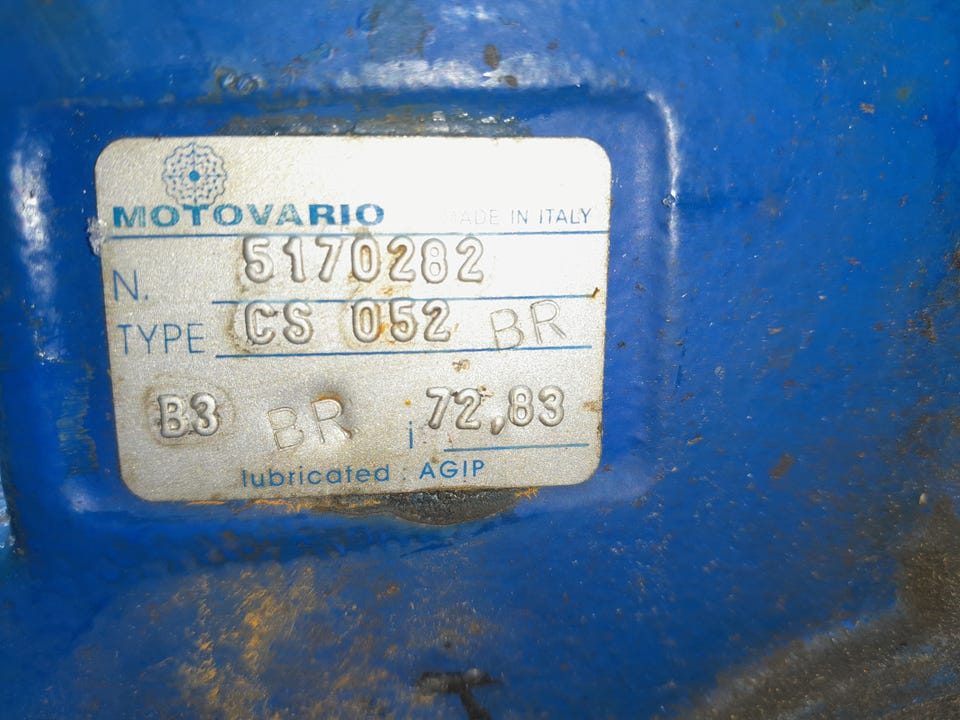 MOTOVARIO MADE IN ITALY
N. 5170282
TYPE CS 052 BR
B3 BR i 72,83
lubricated : AGIP